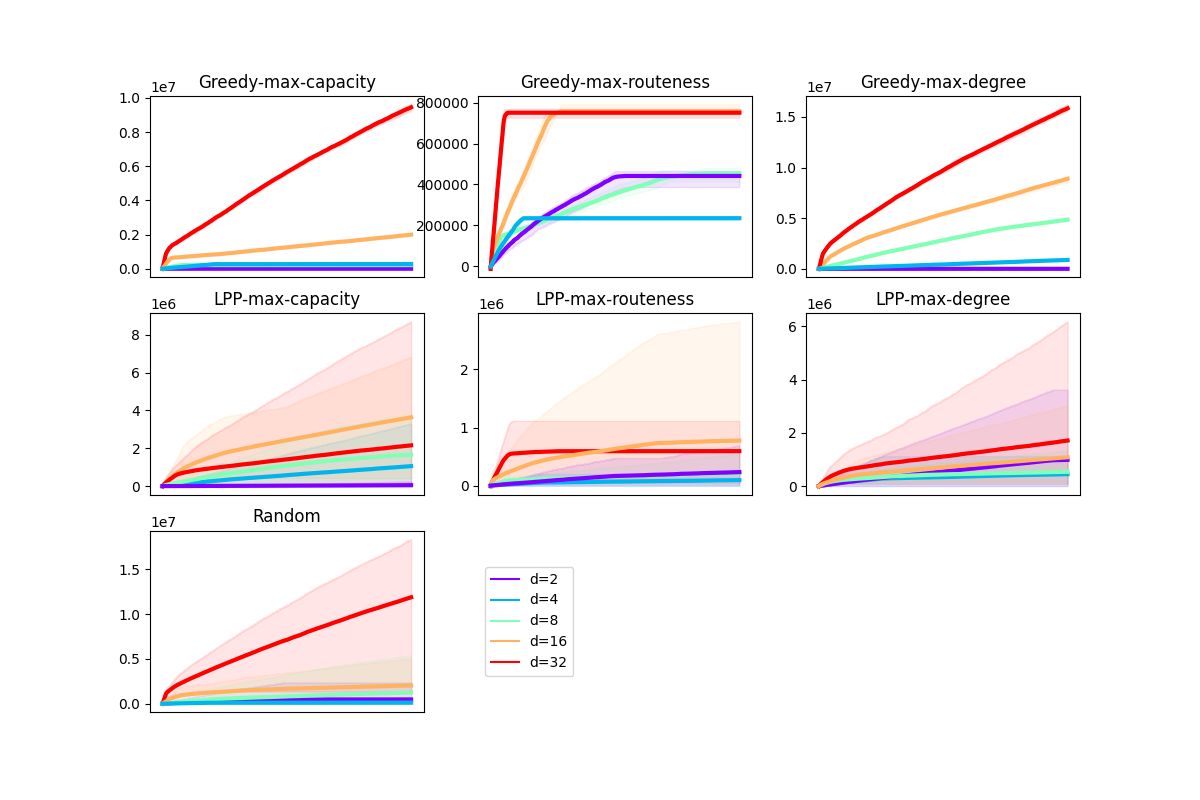 Greedy-max-capacity
1e7
1.0
0.8
0.6
0.4
0.2
0.0
Greedy-max-routeness
800000
600000
400000
200000
0
Greedy-max-degree
1e7
1.5
1.0
0.5
0.0
LPP-max-capacity
1e6
8
6
4
2
0
LPP-max-routeness
1e6
2
1
0
LPP-max-degree
1e6
6
4
2
0
Random
1e7
1.5
1.0
0.5
0.0
d=2
d=4
d=8
d=16
d=32